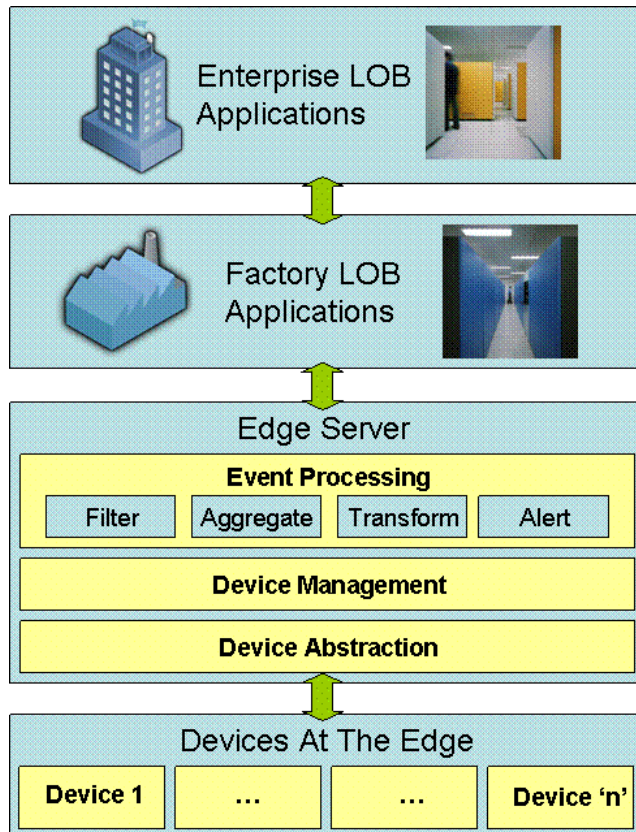 Enterprise LOB
Applications
Factory LOB
Applications
Edge Server
Event Processing
Filter Aggregate Transform Alert
Device Management
Device Abstraction
Devices At The Edge
Device 1 ... ... Device ‘n’